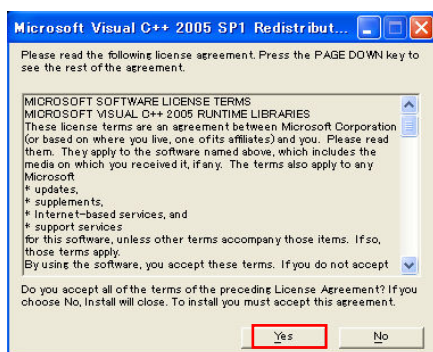 Microsoft Visual C++ 2005 SP1 Redistribut...
Please read the following license agreement. Press the PAGE DOWN key to
see the rest of the agreement.
MICROSOFT SOFTWARE LICENSE TERMS
MICROSOFT VISUAL C++ 2005 RUNTIME LIBRARIES
These license terms are an agreement between Microsoft Corporation
(or based on where you live, one of its affiliates) and you. Please read
them. They apply to the software named above, which includes the
media on which you received it, if any. The terms also apply to any
Microsoft
* updates,
* supplements,
* Internet-based services, and
* support services
for this software, unless other terms accompany those items. If so,
those terms apply.
By using the software, you accept these terms. If you do not accept
Do you accept all of the terms of the preceding License Agreement? If you
choose No, Install will close. To install you must accept this agreement.
Yes No